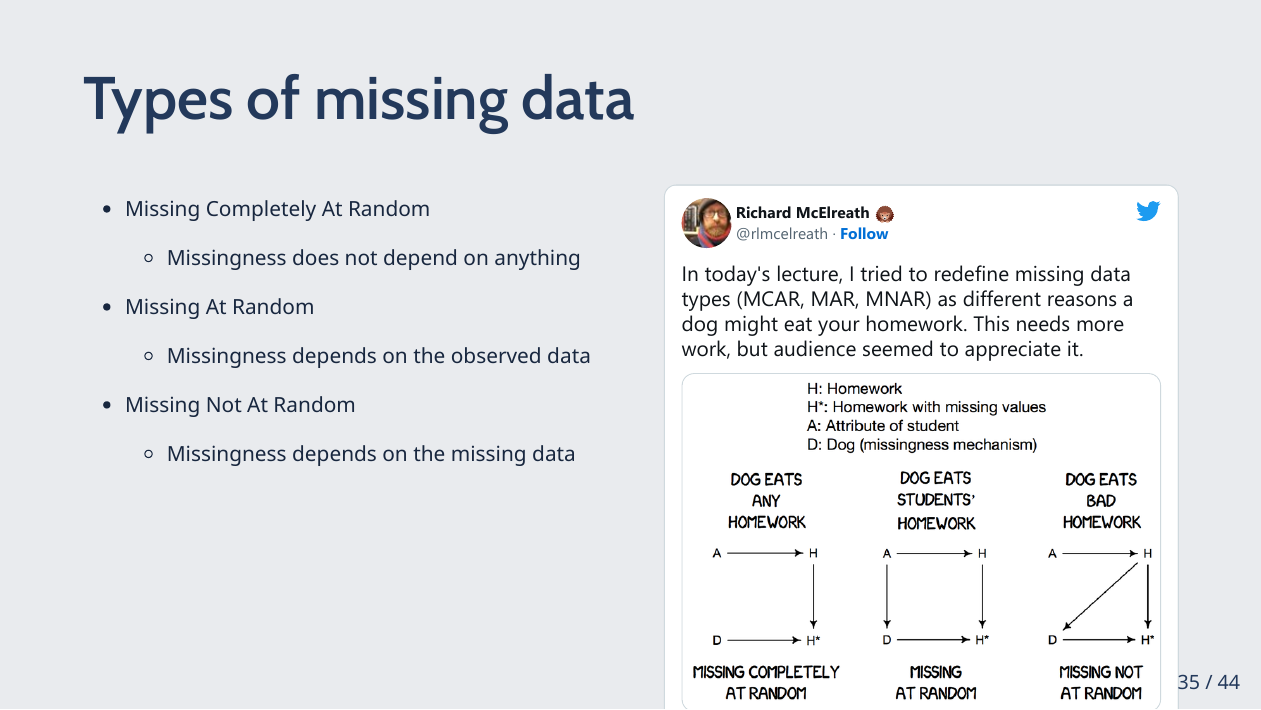 Types of missing data
Missing Completely At Random
Missingness does not depend on anything
Missing At Random
Missingness depends on the observed data
Missing Not At Random
Missingness depends on the missing data
Richard McElreath
@rlmcelreath · Follow
In today's lecture, I tried to redefine missing data
types (MCAR, MAR, MNAR) as different reasons a
dog might eat your homework. This needs more
work, but audience seemed to appreciate it.
H: Homework
H*: Homework with missing values
A: Attribute of student
D: Dog (missingness mechanism)
DOG EATS
ANY
HOMEWORK
A H
D H*
MISSING COMPLETELY
AT RANDOM
DOG EATS
STUDENTS'
HOMEWORK
A H
D H*
MISSING
AT RANDOM
DOG EATS
BAD
HOMEWORK
A H
D H*
MISSING NOT
AT RANDOM
35 / 44